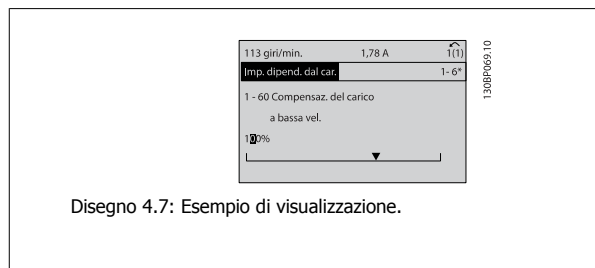 113 giri/min. 1,78 A 1(1)
Imp. dipend. dal car. 1- 6*
1 - 60 Compensaz. del carico
a bassa vel.
100%
130BP069.10
Disegno 4.7: Esempio di visualizzazione.